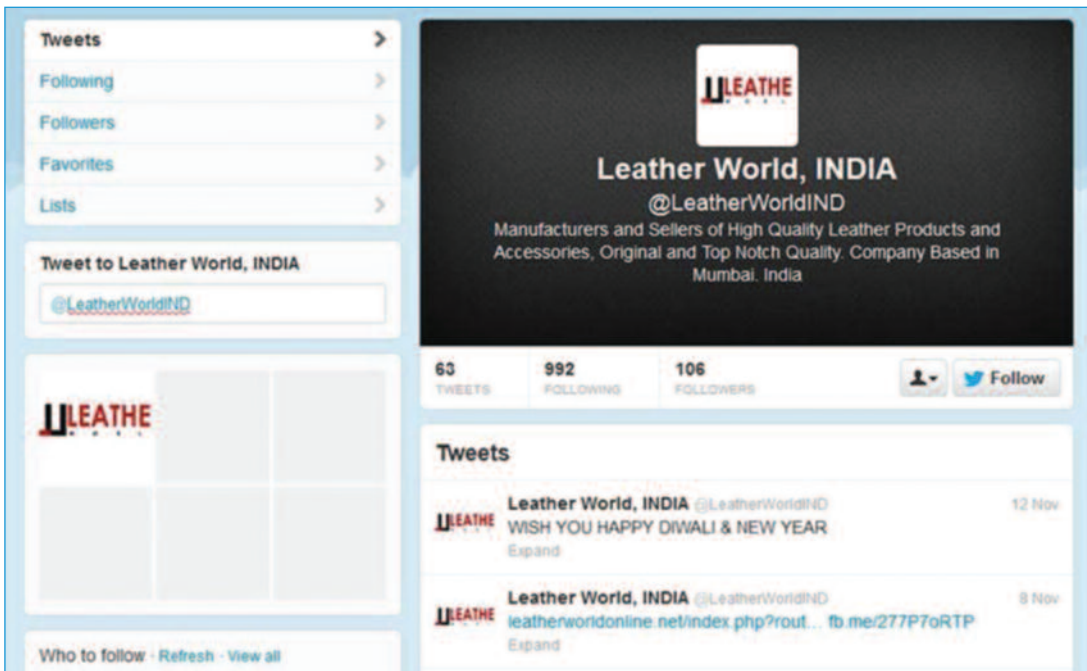 Tweets
Following
Followers
Favorites
Lists
Tweet to Leather World, INDIA
@LeatherWorldIND
LEATHE
Who to follow · Refresh · View all
LEATHE
Leather World, INDIA
@LeatherWorldIND
Manufacturers and Sellers of High Quality Leather Products and
Accessories, Original and Top Notch Quality. Company Based in
Mumbai. India
63 992 106
TWEETS FOLLOWING FOLLOWERS
Follow
Tweets
LEATHE
Leather World, INDIA @LeatherWorldIND 12 Nov
WISH YOU HAPPY DIWALI & NEW YEAR
Expand
LEATHE
Leather World, INDIA @LeatherWorldIND 8 Nov
leatherworldonline.net/index.php?rout... fb.me/277P7oRTP
Expand